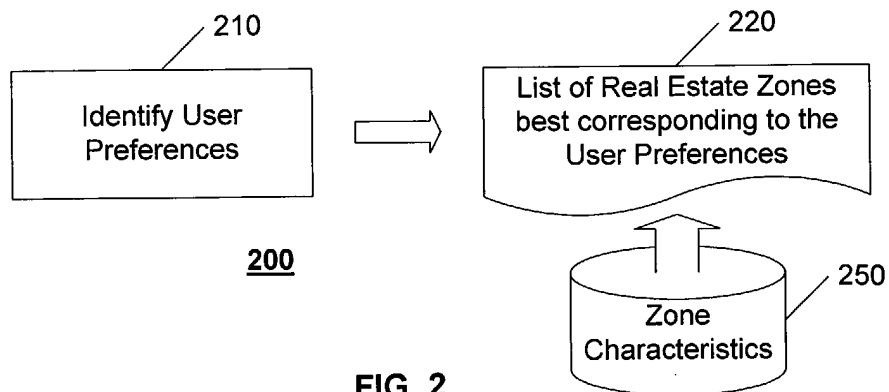 210
220
Identify User
Preferences
List of Real Estate Zones
best corresponding to the
User Preferences
200
250
Zone
Characteristics
FIG. 2